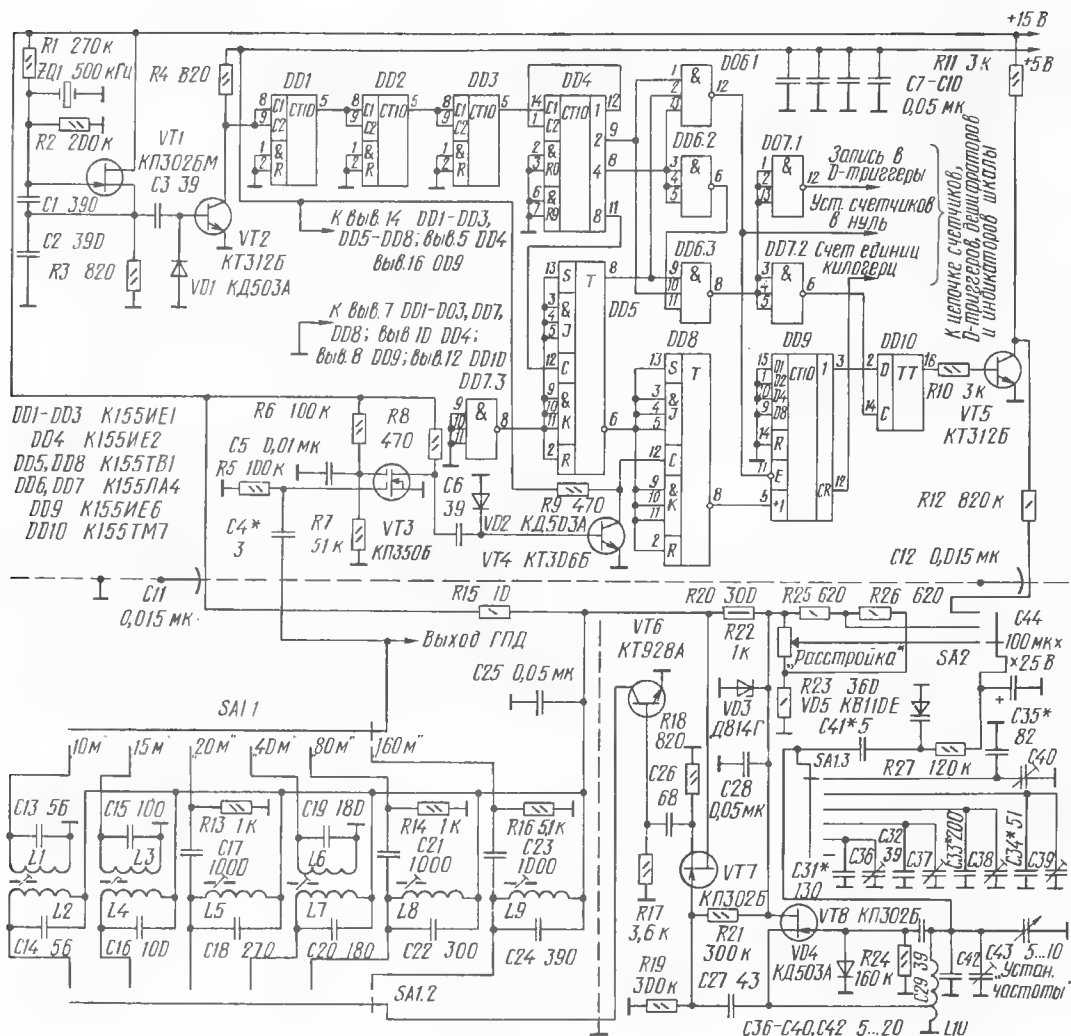 +15 В
+5 В
R1 270 к
ZQ1 500 кГц
R2 200 к
R4 820
VT1
КП302БМ
C3 39
C1 390
C2 390
R3 820
VD1 КД503А
VT2
КТ312Б
DD1
DD2
DD3
DD4
DD6.1
DD6.2
DD6.3
DD7.1
DD7.2
R11 3 к
C7-C10
0,05 мк
Запись в
D-триггеры
Уст. счетчиков
в нуль
Счет единиц
килогерц
К цепочке счетчиков,
D-триггеров, дешифраторов
и индикаторов шкалы
К выв. 14 DD1-DD3,
DD5-DD8; выв. 5 DD4
выв. 16 DD9
К выв. 7 DD1-DD3, DD7,
DD8; выв 10 DD4;
выв. 8 DD9; выв. 12 DD10
DD5
DD8
DD9
DD10
DD7.3
R10 3 к
VT5
КТ312Б
R12 820 к
C12 0,015 мк
DD1-DD3 К155ИЕ1
DD4 К155ИЕ2
DD5, DD8 К155ТВ1
DD6, DD7 К155ЛА4
DD9 К155ИЕ6
DD10 К155ТМ7
R6 100 к
R8
470
C5 0,01 мк
R5 100 к
C4*
3
R7
51 к
VT3
КП350Б
C6
39
VD2 КД503А
R9 470
VT4 КТ306Б
C11
0,015 мк
R15 10
Выход ГПД
C25 0,05 мк
VT6
КТ928А
R20 300
R22
1 к
R25 620
R26 620
"Расстройка"
SA2
C44
100 мк×
×25 В
VD3
Д814Г
R23 360
VD5 КВ110Е
C41* 5
C35*
82
C40
SA1.3
R27 120 к
R18
820
C26
68
C28
0,05 мк
SA1.1
"10 м"
"15 м"
"20 м"
"40 м"
"80 м"
"160 м"
C13 56
C15 100
R13 1 к
C17
1000
C19 180
R14 1 к
C21
1000
R16 51 к
C23
1000
L1
L3
L6
L2
L4
L5
L7
L8
L9
C14 56
C16 100
C18 270
C20 180
C22 300
C24 390
SA1.2
R17
3,6 к
R19
300 к
VT7
КП302Б
R21
300 к
C27 43
VT8 КП302Б
VD4
КД503А
R24
160 к
C29 39
C31*
130
C36
C32
39
C37
C33* 200
C38
C34* 51
C39
C42
C43 5...10
"Устан.
частоты"
L10
C36-C40, C42 5...20